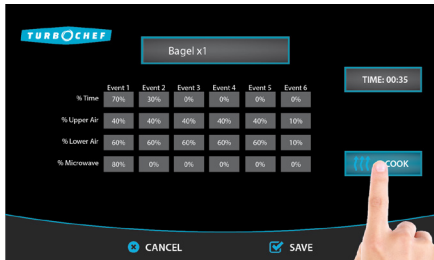 TURBOCHEF
Bagel x1
TIME: 00:35
Event 1 Event 2 Event 3 Event 4 Event 5 Event 6
% Time 70% 30% 0% 0% 0% 0%
% Upper Air 40% 40% 40% 40% 40% 10%
% Lower Air 60% 60% 60% 60% 60% 10%
% Microwave 80% 0% 0% 0% 0% 0%
COOK
CANCEL
SAVE